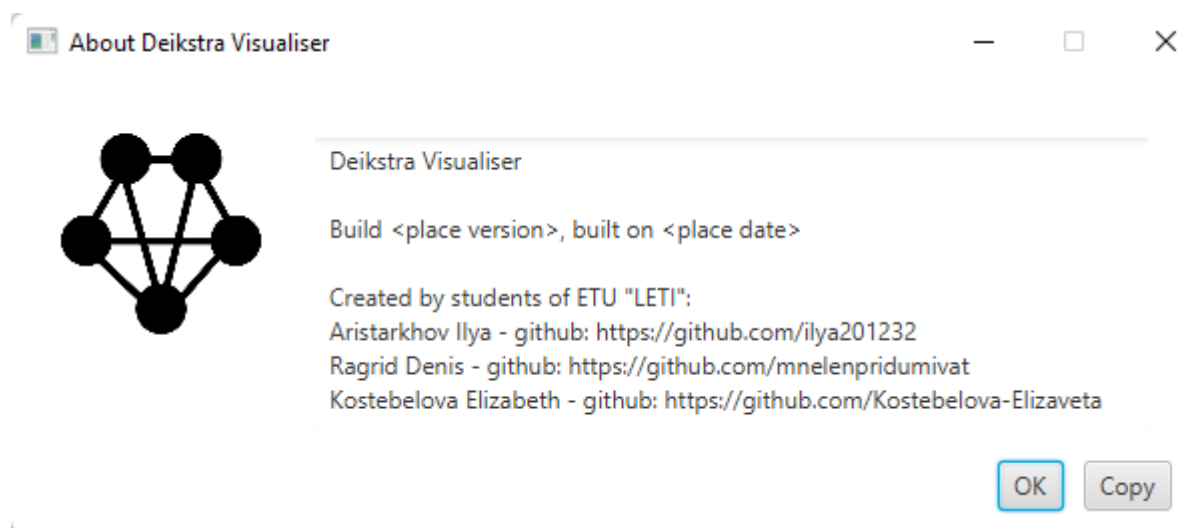 About Deikstra Visualiser
Deikstra Visualiser
Build <place version>, built on <place date>
Created by students of ETU "LETI":
Aristarkhov Ilya - github: https://github.com/ilya201232
Ragrid Denis - github: https://github.com/mnelenpridumivat
Kostebelova Elizabeth - github: https://github.com/Kostebelova-Elizaveta
OK
Copy